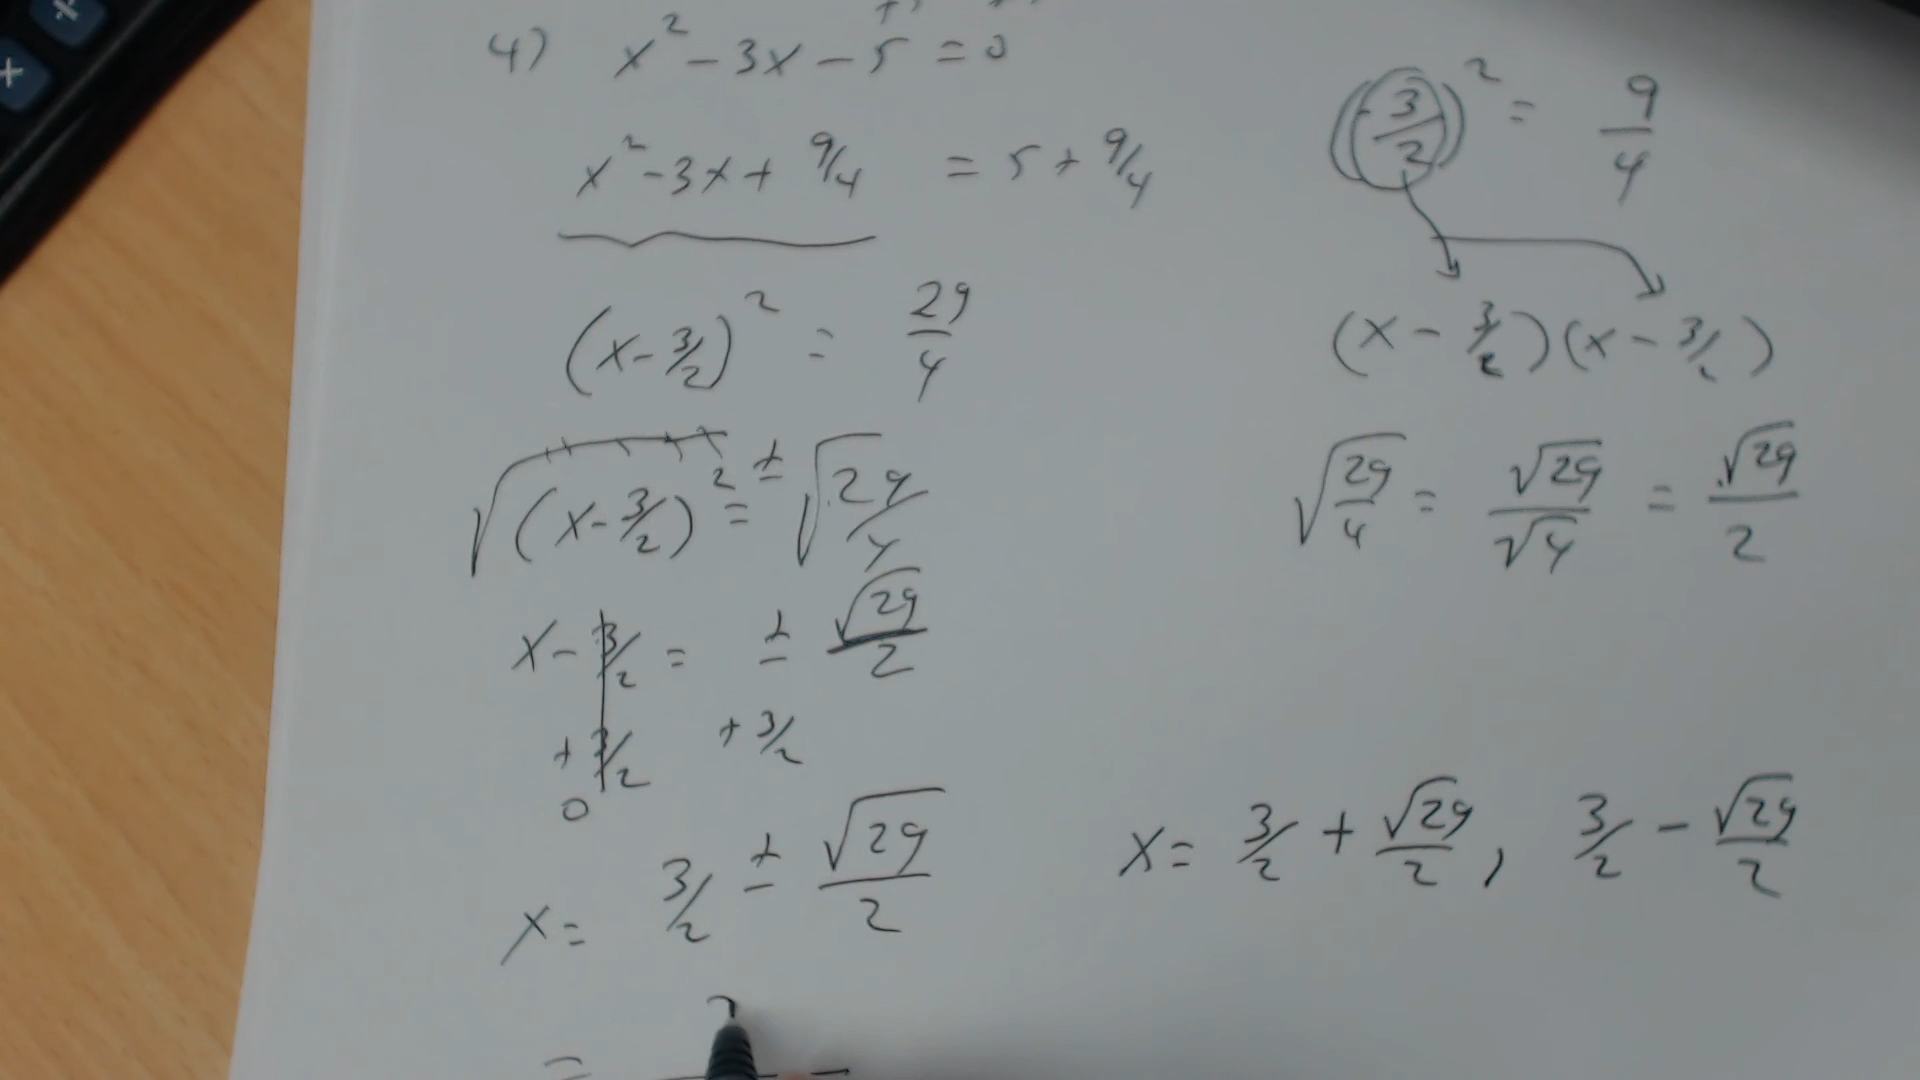 4) x² - 3x - 5 = 0
x² - 3x + 9/4 = 5 + 9/4
(x - 3/2)² = 29/4
√(x - 3/2)² = ± √29/4
x - 3/2 = ± √29/2
+ 3/2 + 3/2
0
x = 3/2 ± √29/2
=
(-3/2)² = 9/4
(x - 3/2)(x - 3/2)
√29/4 = √29/√4 = √29/2
x = 3/2 + √29/2 , 3/2 - √29/2